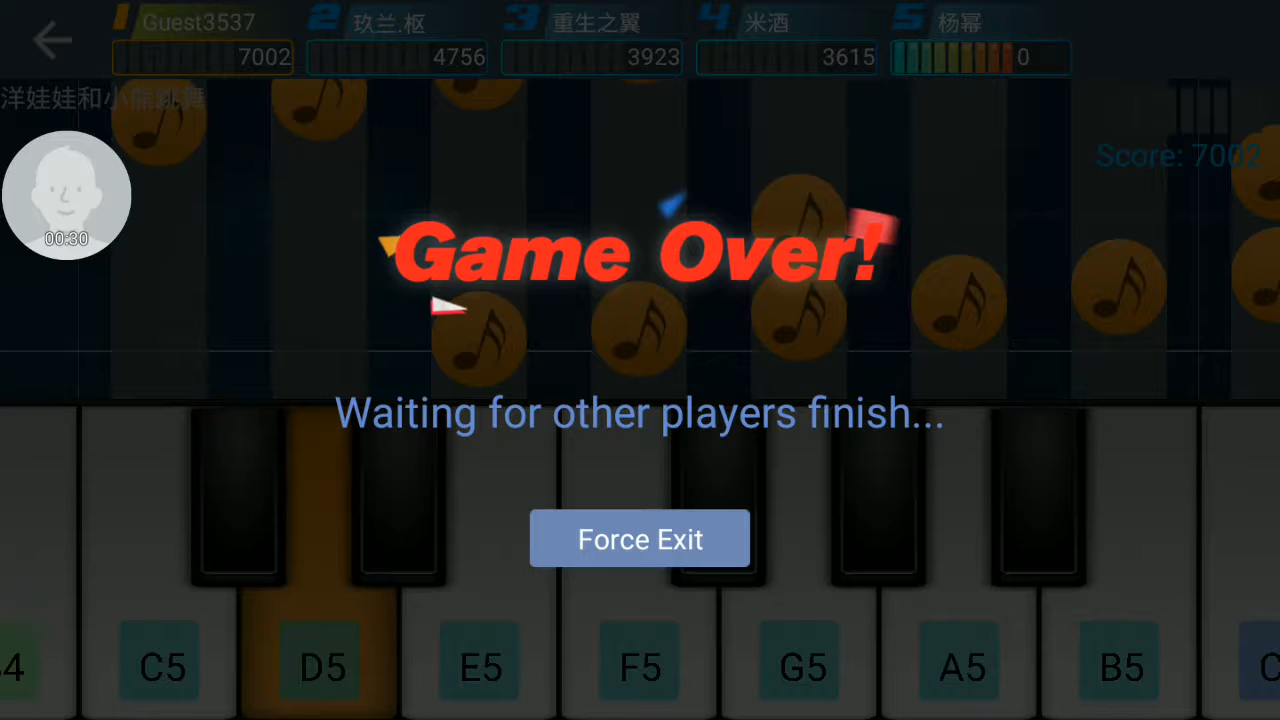 1 Guest3537 2 玖兰.枢 3 重生之翼 4 米酒 5 杨幂
7002 4756 3923 3615 0
洋娃娃和小熊跳舞
Score: 7002
00:30
Game Over!
Waiting for other players finish...
Force Exit
4 C5 D5 E5 F5 G5 A5 B5 C